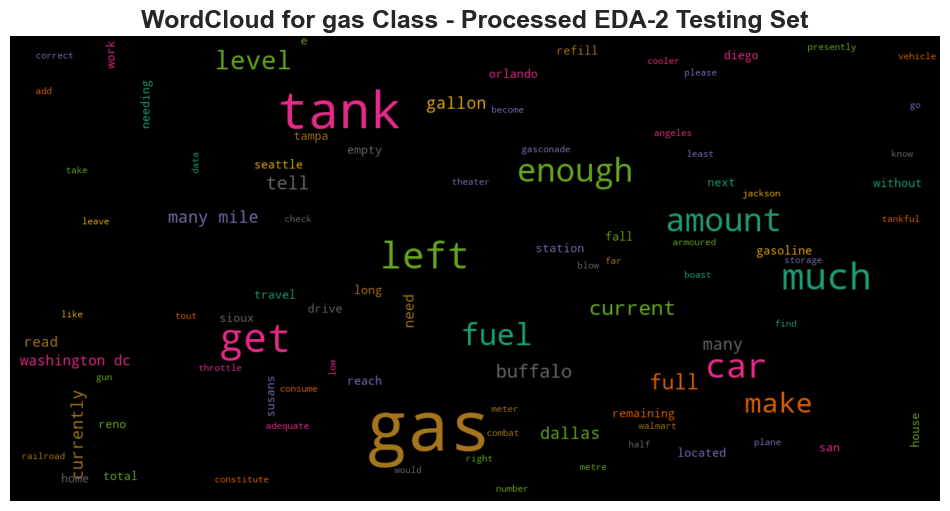 WordCloud for gas Class - Processed EDA-2 Testing Set
e
correct
work
level
refill
orlando
cooler
please
diego
presently
vehicle
add
needing
tank
gallon
become
go
tampa
angeles
take
data
seattle
empty
tell
gasconade
theater
enough
least
next
jackson
know
without
leave
many mile
check
left
station
fall
far
blow
armoured
amount
boast
gasoline
storage
tankful
much
like
travel
tout
sioux
long
drive
need
current
find
read
washington dc
get
throttle
low
fuel
many
car
gun
susans
consume
reach
buffalo
full
make
currently
reno
adequate
gas
meter
combat
dallas
remaining
walmart
half
located
plane
san
house
railroad
home
total
constitute
would
right
metre
number